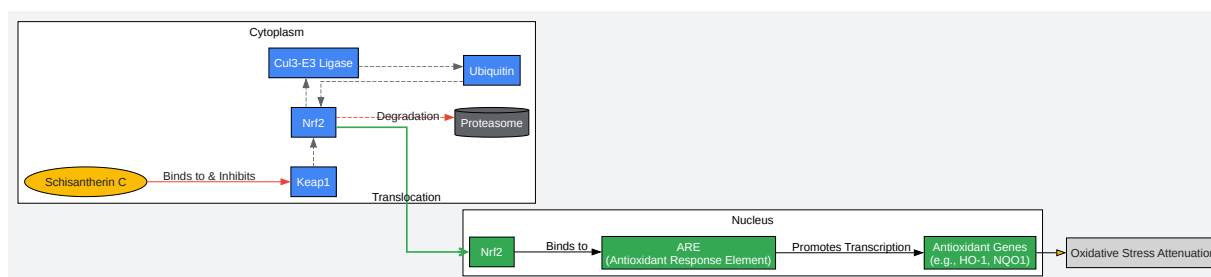 Cytoplasm
Cul3-E3 Ligase
Ubiquitin
Nrf2
Degradation
Proteasome
Schisantherin C
Binds to & Inhibits
Keap1
Translocation
Nucleus
Nrf2
Binds to
ARE
(Antioxidant Response Element)
Promotes Transcription
Antioxidant Genes
(e.g., HO-1, NQO1)
Oxidative Stress Attenuation